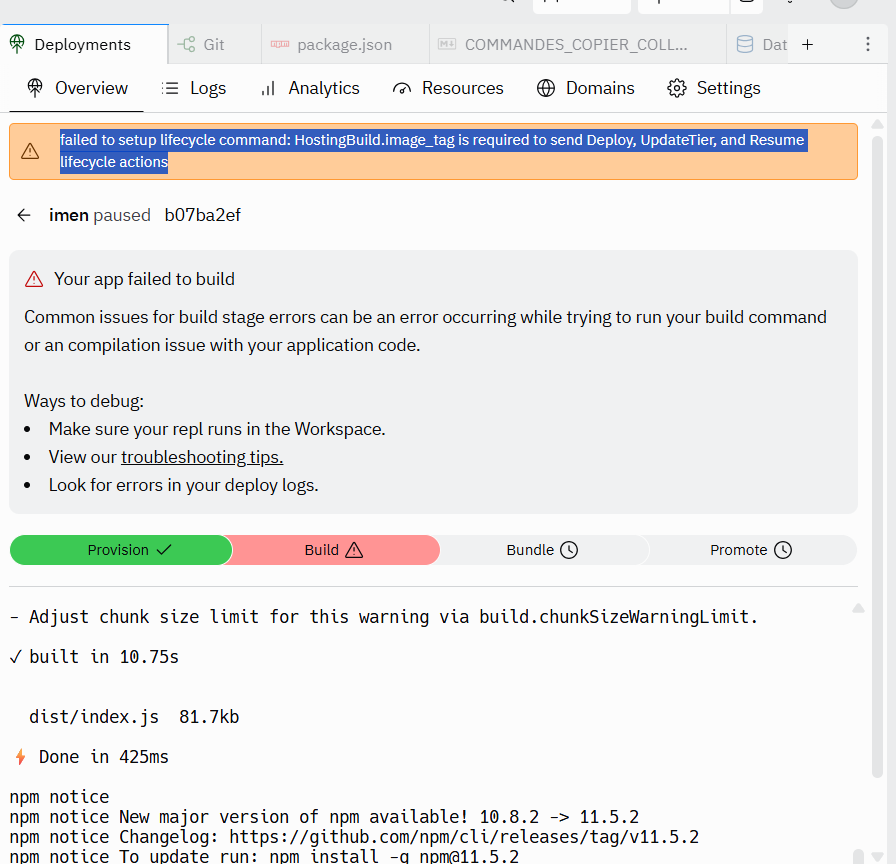 Deployments
Git
package.json
COMMANDES_COPIER_COLL...
Dat
Overview
Logs
Analytics
Resources
Domains
Settings
failed to setup lifecycle command: HostingBuild.image_tag is required to send Deploy, UpdateTier, and Resume
lifecycle actions
imen paused b07ba2ef
Your app failed to build
Common issues for build stage errors can be an error occurring while trying to run your build command
or an compilation issue with your application code.
Ways to debug:
• Make sure your repl runs in the Workspace.
• View our troubleshooting tips.
• Look for errors in your deploy logs.
Provision
Build
Bundle
Promote
- Adjust chunk size limit for this warning via build.chunkSizeWarningLimit.
✓ built in 10.75s
dist/index.js 81.7kb
⚡ Done in 425ms
npm notice
npm notice New major version of npm available! 10.8.2 -> 11.5.2
npm notice Changelog: https://github.com/npm/cli/releases/tag/v11.5.2
npm notice To update run: npm install -g npm@11.5.2